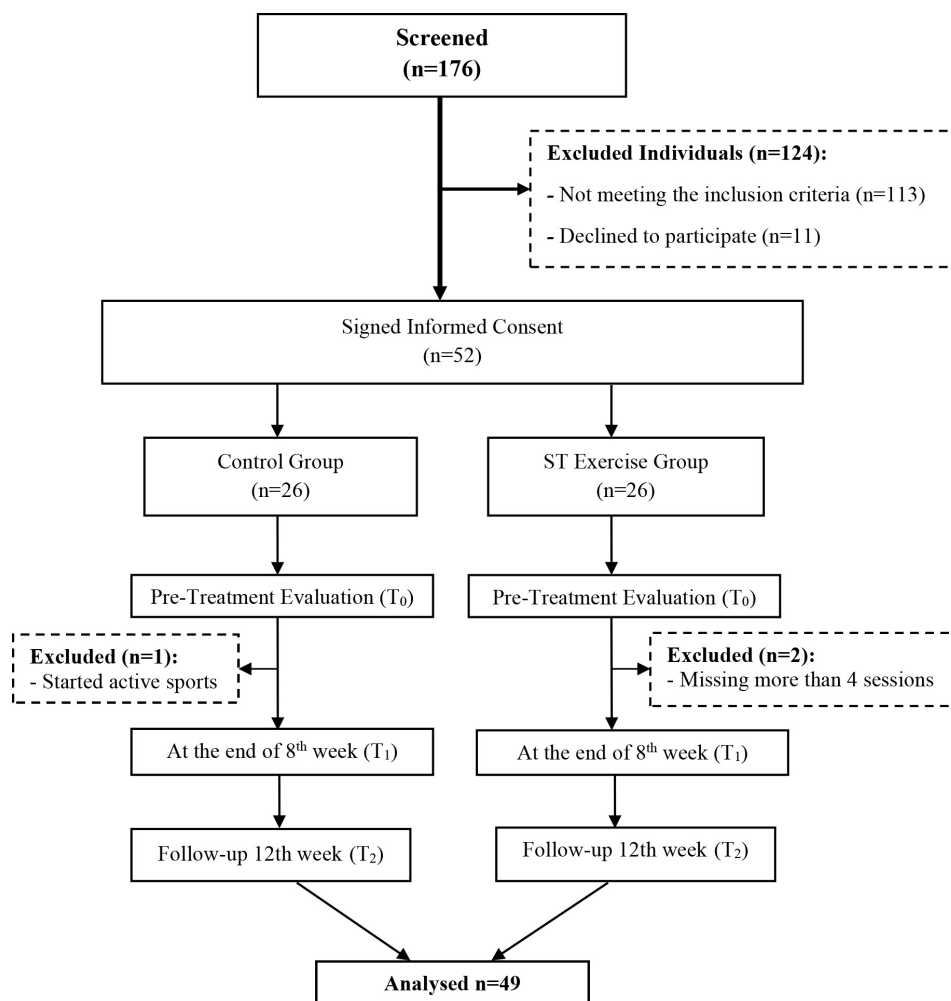 Screened
(n=176)
Excluded Individuals (n=124):
- Not meeting the inclusion criteria (n=113)
- Declined to participate (n=11)
Signed Informed Consent
(n=52)
Control Group
(n=26)
ST Exercise Group
(n=26)
Pre-Treatment Evaluation (T₀)
Pre-Treatment Evaluation (T₀)
Excluded (n=1):
- Started active sports
Excluded (n=2):
- Missing more than 4 sessions
At the end of 8ᵗʰ week (T₁)
At the end of 8ᵗʰ week (T₁)
Follow-up 12th week (T₂)
Follow-up 12th week (T₂)
Analysed n=49